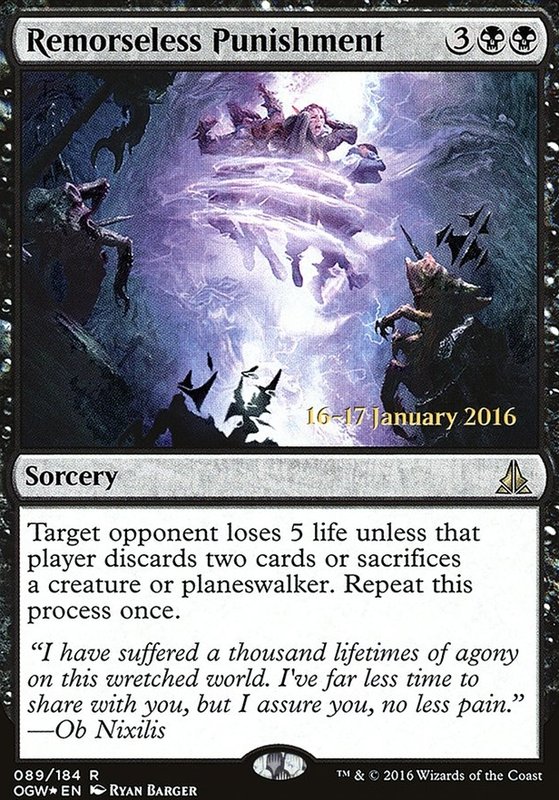 Remorseless Punishment 3
16–17 January 2016
Sorcery
Target opponent loses 5 life unless that
player discards two cards or sacrifices
a creature or planeswalker. Repeat this
process once.
“I have suffered a thousand lifetimes of agony
on this wretched world. I've far less time to
share with you, but I assure you, no less pain.”
—Ob Nixilis
089/184 R
OGW★EN Ryan Barger ™ & © 2016 Wizards of the Coast